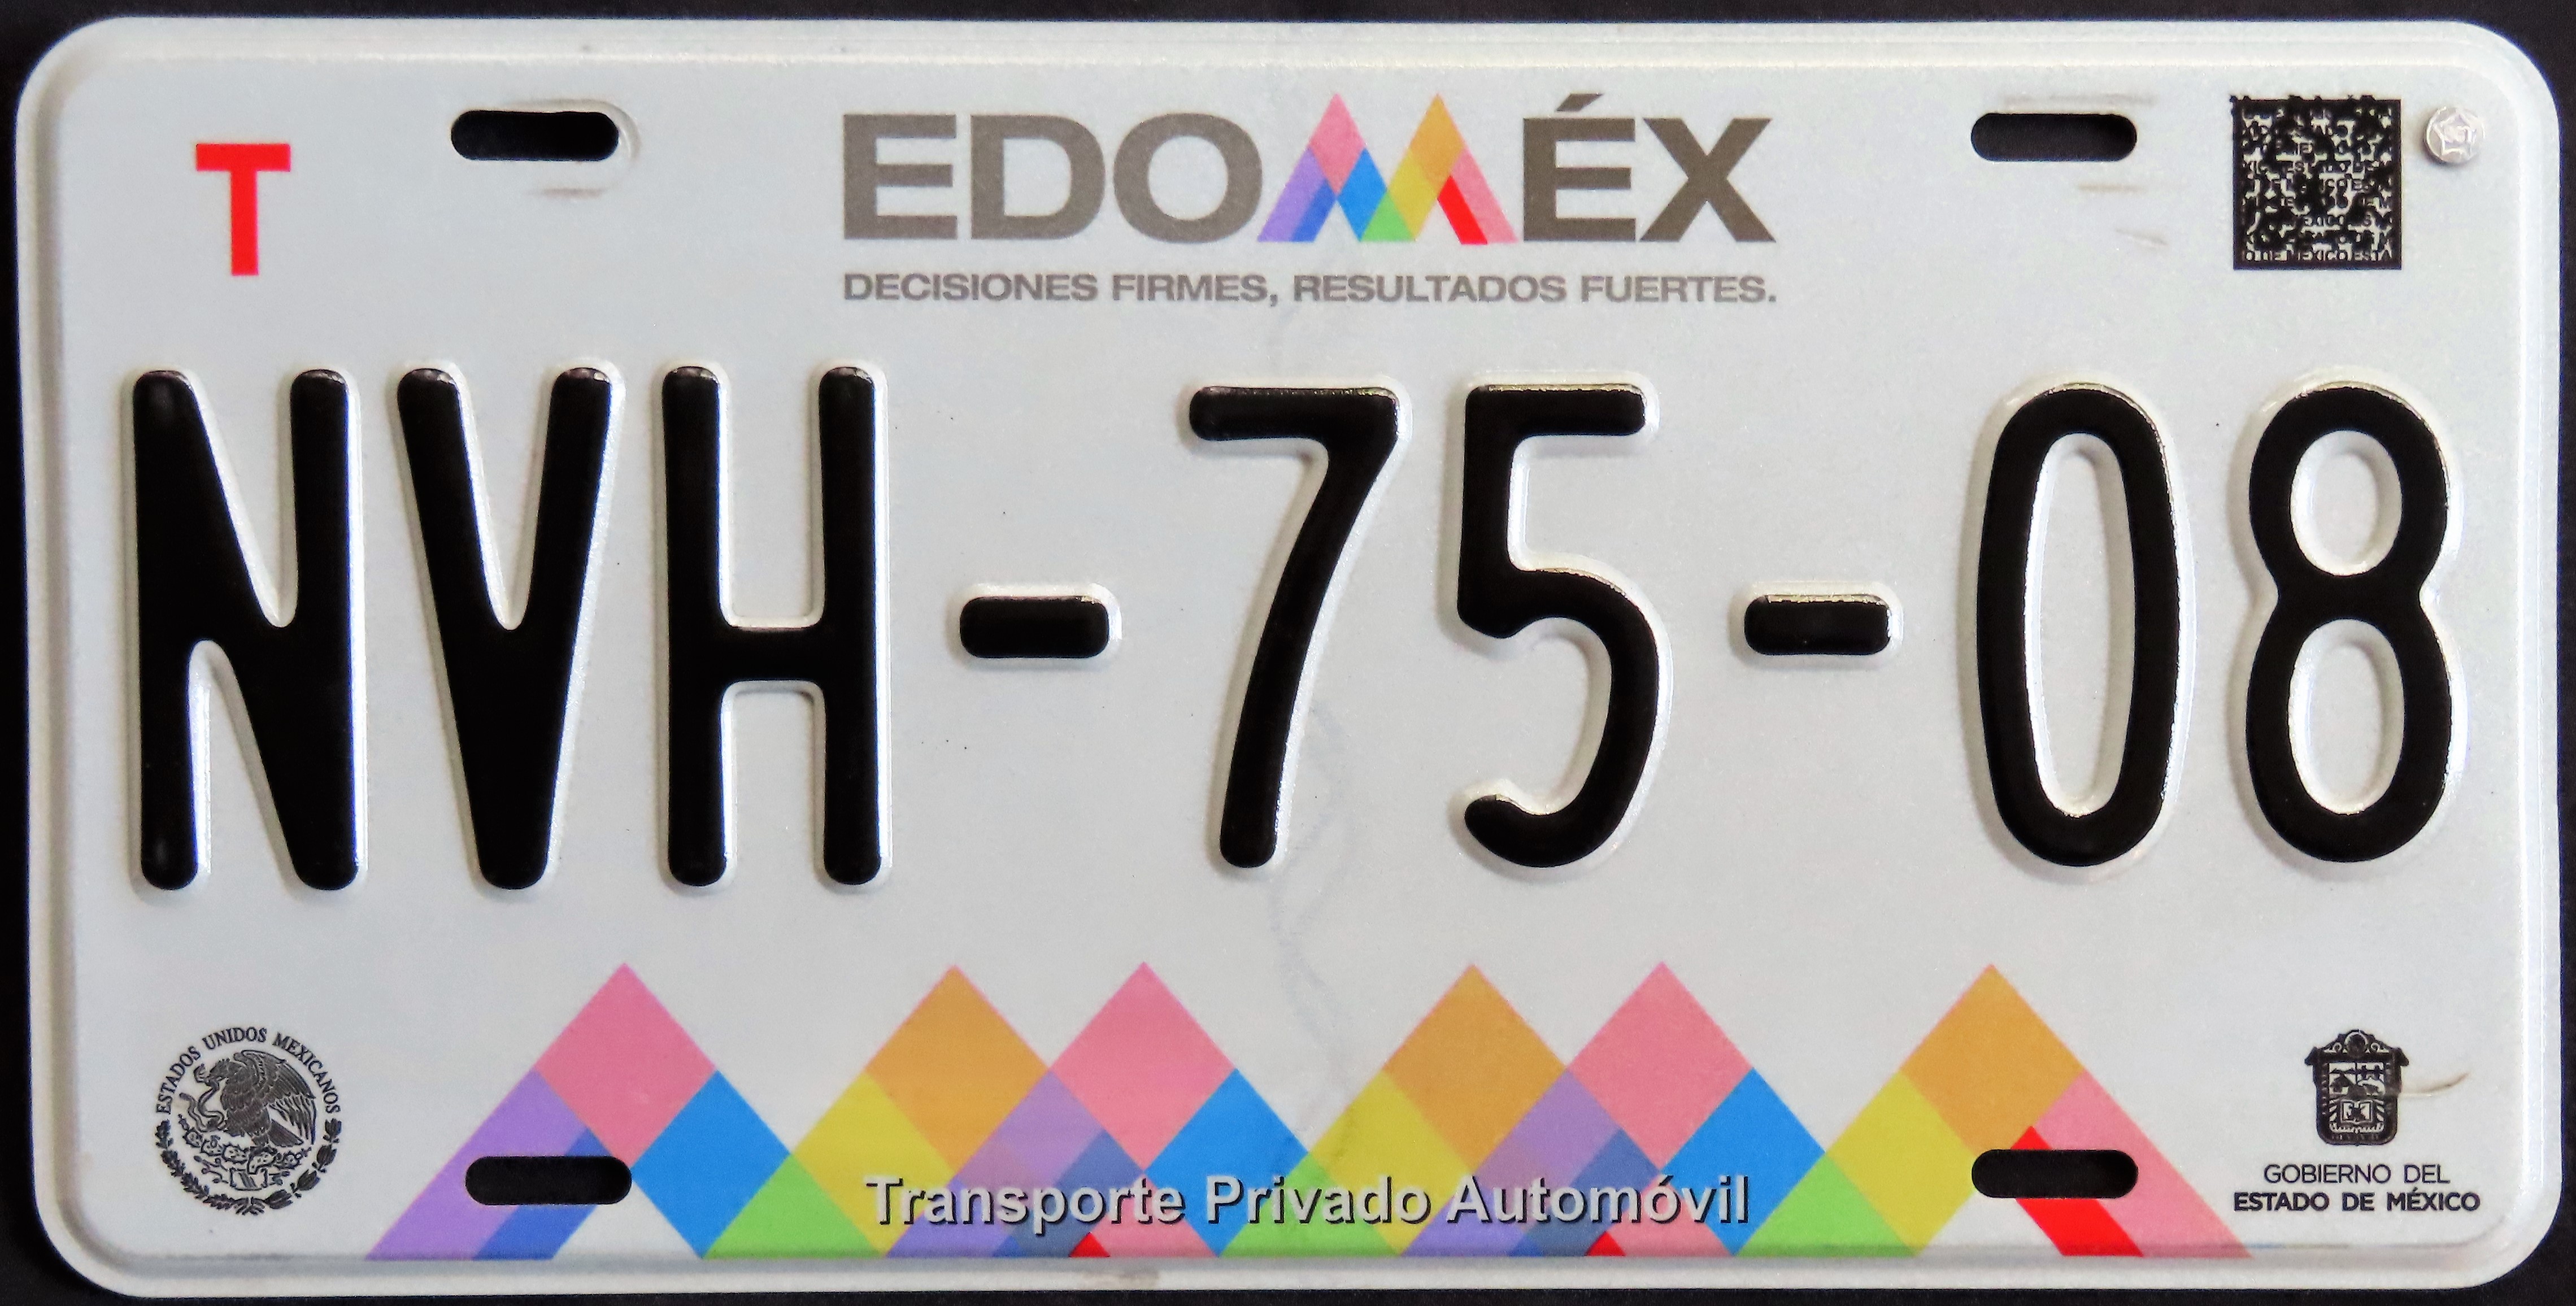 T
EDOMÉX
DECISIONES FIRMES, RESULTADOS FUERTES.
NVH-75-08
ESTADOS UNIDOS MEXICANOS
Transporte Privado Automóvil
GOBIERNO DEL
ESTADO DE MÉXICO